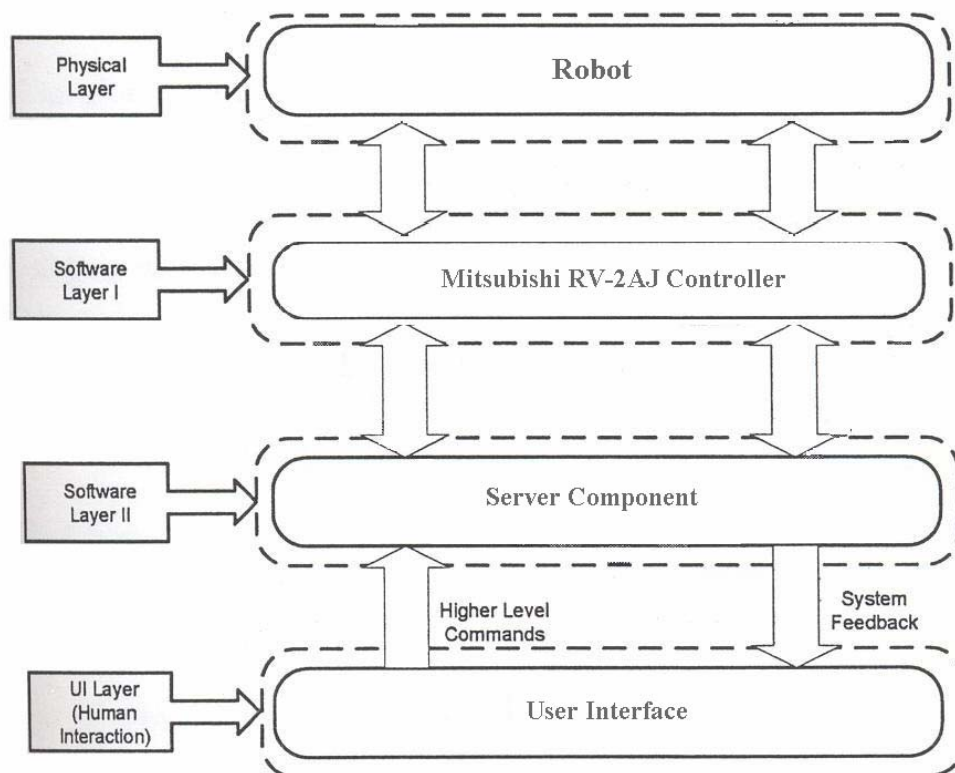 Physical
Layer
Robot
Software
Layer I
Mitsubishi RV-2AJ Controller
Software
Layer II
Server Component
Higher Level
Commands
System
Feedback
UI Layer
(Human
Interaction)
User Interface